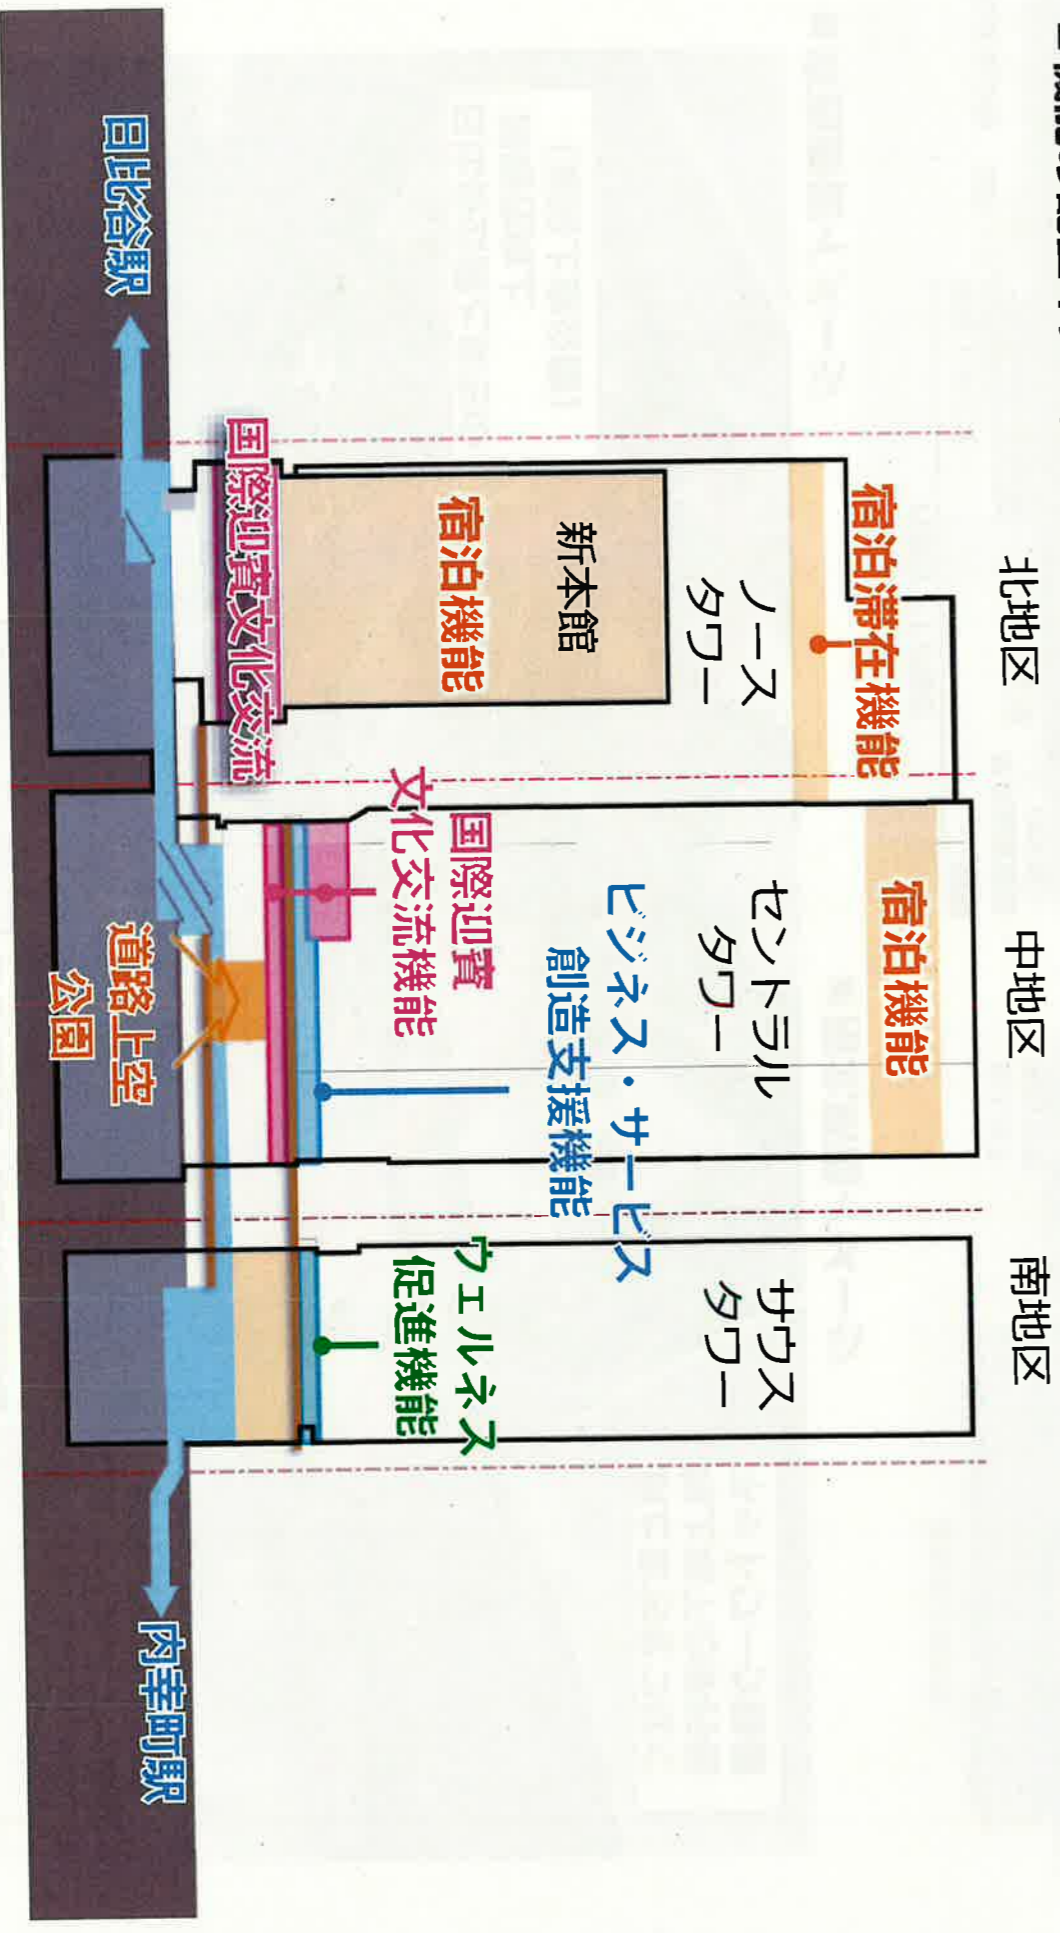 北地区
中地区
南地区
宿泊滞在機能
宿泊機能
ノース
タワー
セントラル
タワー
サウス
タワー
新本館
宿泊機能
ビジネス・サービス
創造支援機能
国際迎賓
文化交流機能
ウェルネス
促進機能
国際迎賓文化交流
道路上空
公園
日比谷駅
内幸町駅